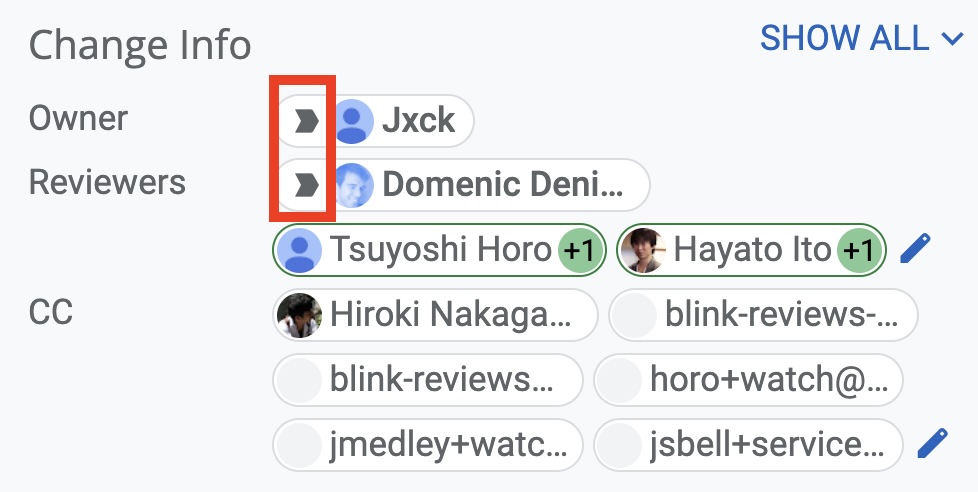 Change Info
SHOW ALL
Owner
Jxck
Reviewers
Domenic Deni...
Tsuyoshi Horo +1 Hayato Ito +1
CC
Hiroki Nakaga... blink-reviews-...
blink-reviews... horo+watch@...
jmedley+watc... jsbell+service...